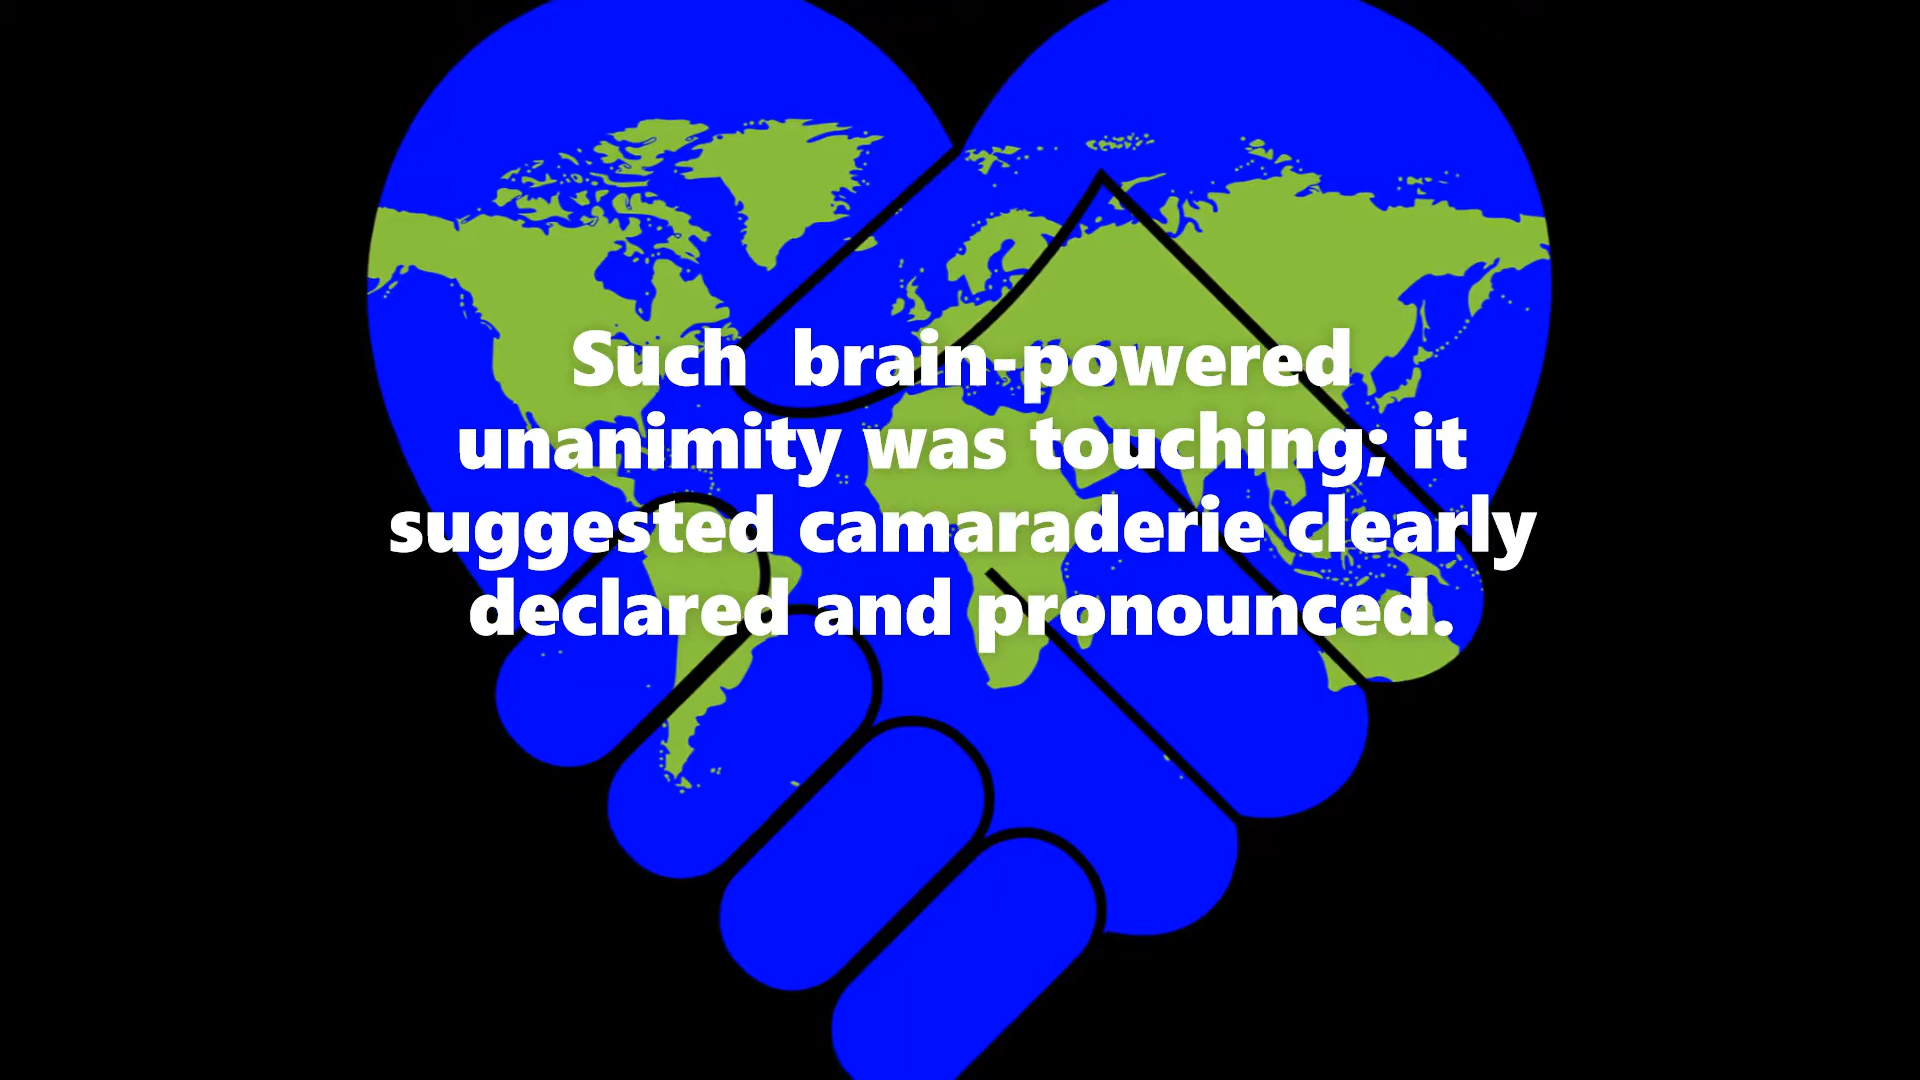 Such  brain-powered
unanimity was touching; it
suggested camaraderie clearly
declared and pronounced.